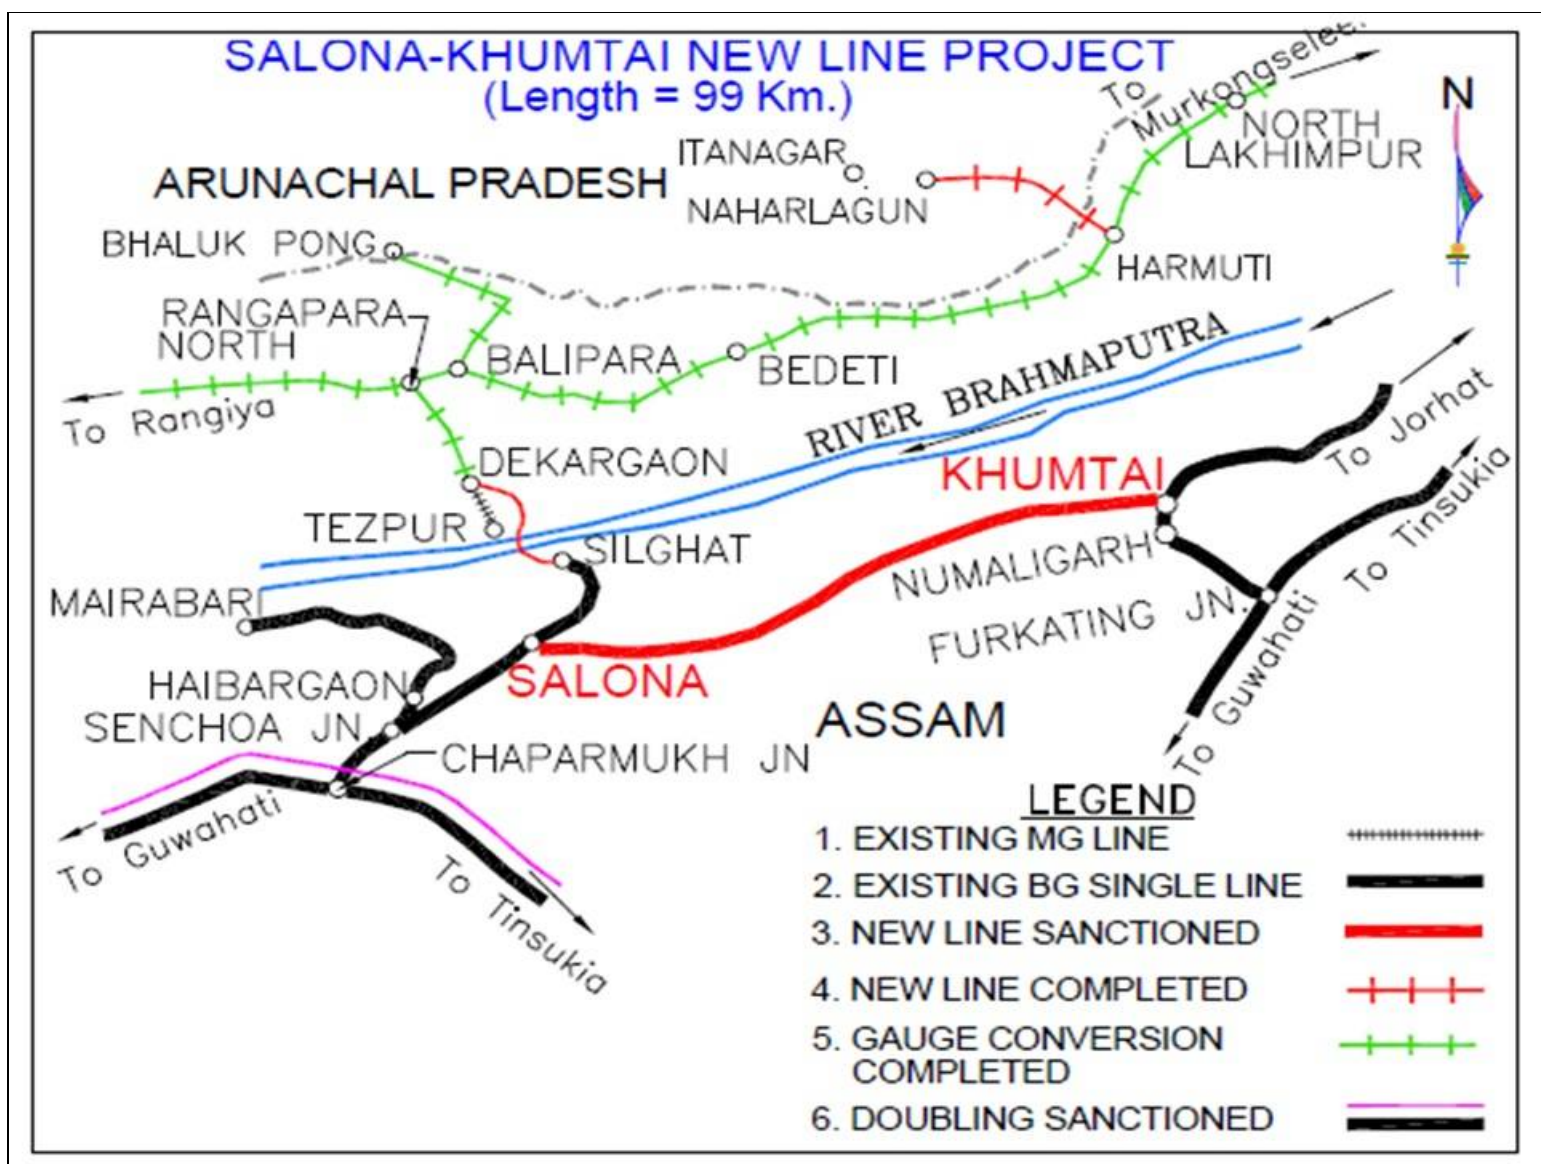 SALONA-KHUMTAI NEW LINE PROJECT
(Length = 99 Km.)
To
Murkongselee.
N
NORTH
LAKHIMPUR
ITANAGAR
NAHARLAGUN
ARUNACHAL PRADESH
BHALUK PONG
HARMUTI
RANGAPARA
NORTH
BALIPARA
BEDETI
RIVER BRAHMAPUTRA
To Rangiya
To Jorhat
DEKARGAON
KHUMTAI
To Tinsukia
TEZPUR
SILGHAT
NUMALIGARH
MAIRABARI
FURKATING JN.
HAIBARGAON
SALONA
To Guwahati
SENCHOA JN.
ASSAM
CHAPARMUKH JN
To Guwahati
To Tinsukia
LEGEND
1. EXISTING MG LINE
2. EXISTING BG SINGLE LINE
3. NEW LINE SANCTIONED
4. NEW LINE COMPLETED
5. GAUGE CONVERSION
COMPLETED
6. DOUBLING SANCTIONED